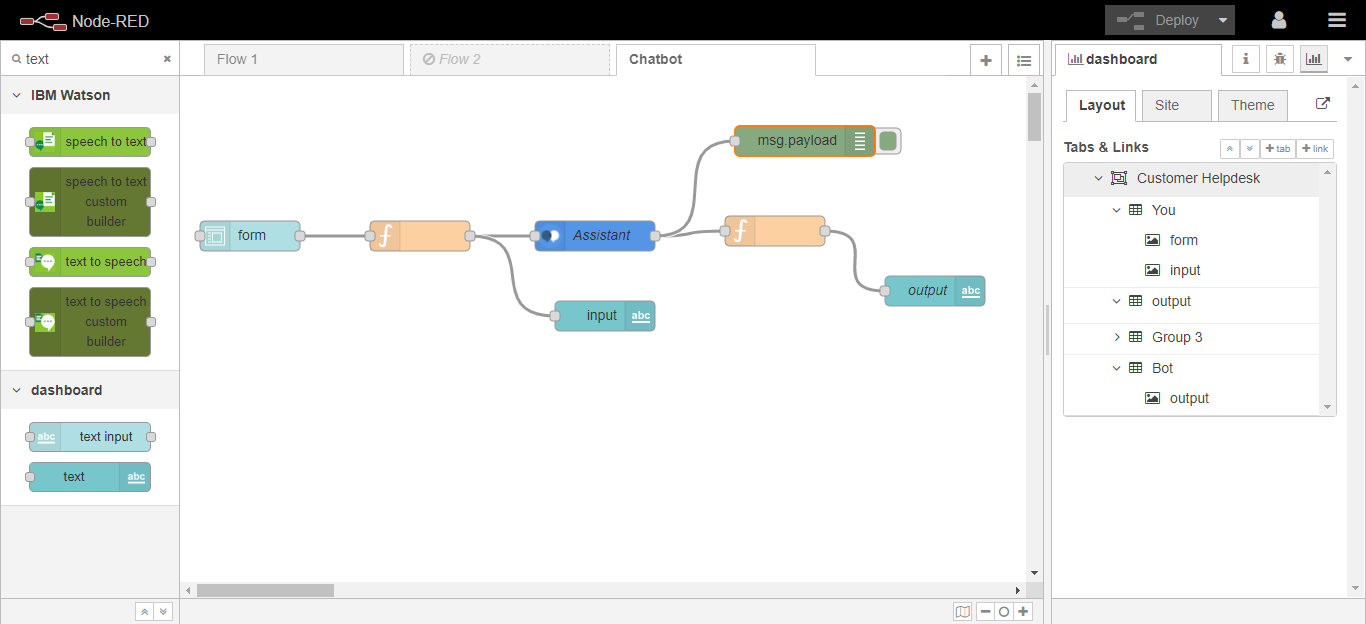 Node-RED
Deploy
text
Flow 1
Flow 2
Chatbot
dashboard
IBM Watson
speech to text
speech to text
custom
builder
text to speech
text to speech
custom
builder
dashboard
text input
abc
text
abc
form
Assistant
input
abc
msg.payload
output
abc
Layout
Site
Theme
Tabs & Links
tab
link
Customer Helpdesk
You
form
input
output
Group 3
Bot
output